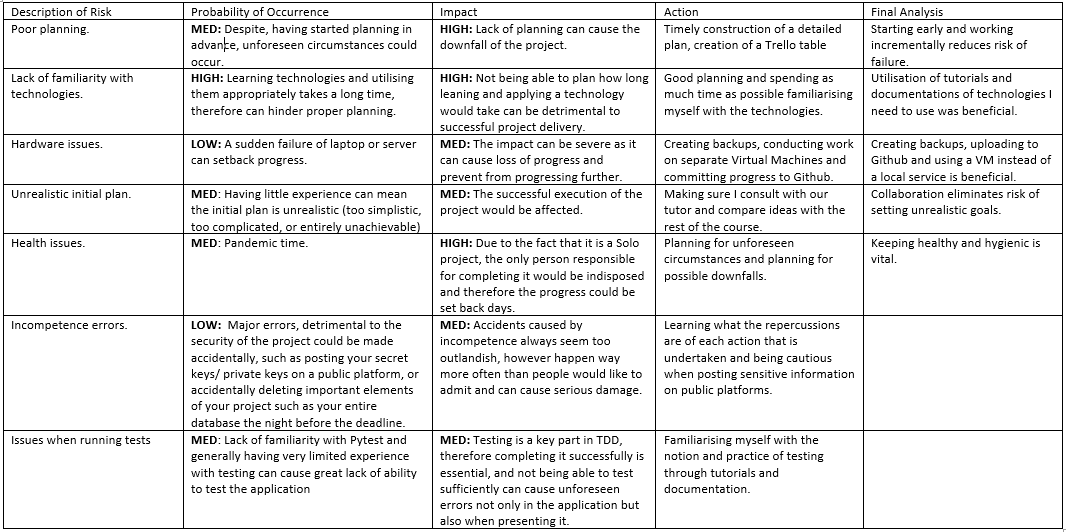 Description of Risk
Probability of Occurrence
Impact
Action
Final Analysis
Poor planning.
MED: Despite, having started planning in
advance, unforeseen circumstances could
occur.
HIGH: Lack of planning can cause the
downfall of the project.
Timely construction of a detailed
plan, creation of a Trello table
Starting early and working
incrementally reduces risk of
failure.
Lack of familiarity with
technologies.
HIGH: Learning technologies and utilising
them appropriately takes a long time,
therefore can hinder proper planning.
HIGH: Not being able to plan how long
leaning and applying a technology
would take can be detrimental to
successful project delivery.
Good planning and spending as
much time as possible familiarising
myself with the technologies.
Utilisation of tutorials and
documentations of technologies I
need to use was beneficial.
Hardware issues.
LOW: A sudden failure of laptop or server
can setback progress.
MED: The impact can be severe as it
can cause loss of progress and
prevent from progressing further.
Creating backups, conducting work
on separate Virtual Machines and
committing progress to Github.
Creating backups, uploading to
Github and using a VM instead of
a local service is beneficial.
Unrealistic initial plan.
MED: Having little experience can mean
the initial plan is unrealistic (too simplistic,
too complicated, or entirely unachievable)
MED: The successful execution of the
project would be affected.
Making sure I consult with our
tutor and compare ideas with the
rest of the course.
Collaboration eliminates risk of
setting unrealistic goals.
Health issues.
MED: Pandemic time.
HIGH: Due to the fact that it is a Solo
project, the only person responsible
for completing it would be indisposed
and therefore the progress could be
set back days.
Planning for unforeseen
circumstances and planning for
possible downfalls.
Keeping healthy and hygienic is
vital.
Incompetence errors.
LOW:  Major errors, detrimental to the
security of the project could be made
accidentally, such as posting your secret
keys/ private keys on a public platform, or
accidentally deleting important elements
of your project such as your entire
database the night before the deadline.
MED: Accidents caused by
incompetence always seem too
outlandish, however happen way
more often than people would like to
admit and can cause serious damage.
Learning what the repercussions
are of each action that is
undertaken and being cautious
when posting sensitive information
on public platforms.
Issues when running tests
MED: Lack of familiarity with Pytest and
generally having very limited experience
with testing can cause great lack of ability
to test the application
MED: Testing is a key part in TDD,
therefore completing it successfully is
essential, and not being able to test
sufficiently can cause unforeseen
errors not only in the application but
also when presenting it.
Familiarising myself with the
notion and practice of testing
through tutorials and
documentation.